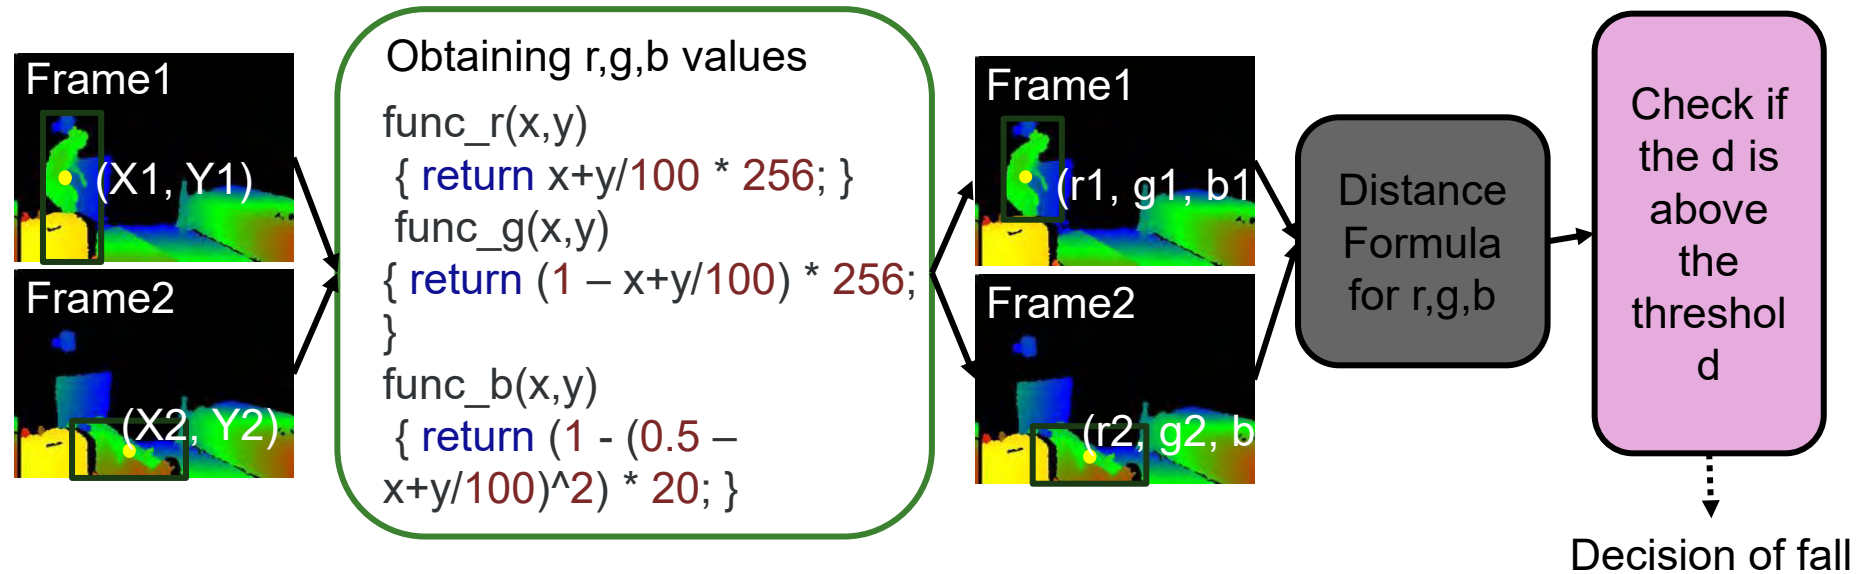 Frame1
(X1, Y1)
Frame2
(X2, Y2)
Obtaining r,g,b values
func_r(x,y)
{ return x+y/100 * 256; }
func_g(x,y)
{ return (1 – x+y/100) * 256;
}
func_b(x,y)
{ return (1 - (0.5 –
x+y/100)^2) * 20; }
Frame1
(r1, g1, b1
Frame2
(r2, g2, b
Distance
Formula
for r,g,b
Check if
the d is
above
the
threshol
d
Decision of fall